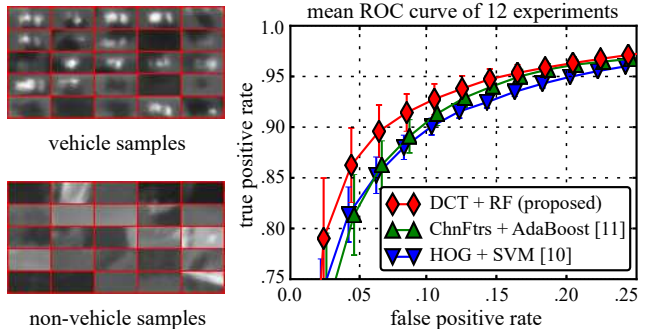 vehicle samples
non-vehicle samples
mean ROC curve of 12 experiments
true positive rate
1.0
.95
.90
.85
.80
.75
DCT + RF (proposed)
ChnFtrs + AdaBoost [11]
HOG + SVM [10]
0.0
.05
.10
.15
.20
.25
false positive rate